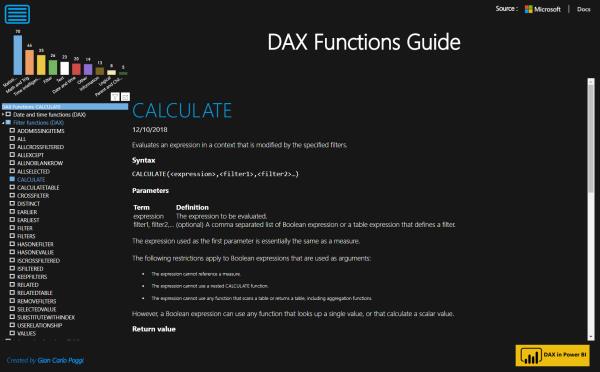 Source :
Microsoft
|
Docs
DAX Functions Guide
70
46
35
26
23
20
19
13
8
5
Math and Trig
Time intelligen...
Filter
Text
Date and time
Other
Information
Logical
Parent and Chi...
DAX Functions: CALCULATE
Date and time functions (DAX)
Filter functions (DAX)
ADDMISSINGITEMS
ALL
ALLCROSSFILTERED
ALLEXCEPT
ALLNOBLANKROW
ALLSELECTED
CALCULATE
CALCULATETABLE
CROSSFILTER
DISTINCT
EARLIER
EARLIEST
FILTER
FILTERS
HASONEFILTER
HASONEVALUE
ISCROSSFILTERED
ISFILTERED
KEEPFILTERS
RELATED
RELATEDTABLE
REMOVEFILTERS
SELECTEDVALUE
SUBSTITUTEWITHINDEX
USERELATIONSHIP
VALUES
CALCULATE
12/10/2018
Evaluates an expression in a context that is modified by the specified filters.
Syntax
CALCULATE(<expression>,<filter1>,<filter2>…)
Parameters
Term Definition
expression The expression to be evaluated.
filter1, filter2,... (optional) A comma separated list of Boolean expression or a table expression that defines a filter.
The expression used as the first parameter is essentially the same as a measure.
The following restrictions apply to Boolean expressions that are used as arguments:
• The expression cannot reference a measure.
• The expression cannot use a nested CALCULATE function.
• The expression cannot use any function that scans a table or returns a table, including aggregation functions.
However, a Boolean expression can use any function that looks up a single value, or that calculate a scalar value.
Return value
Created by Gian Carlo Poggi
DAX in Power BI